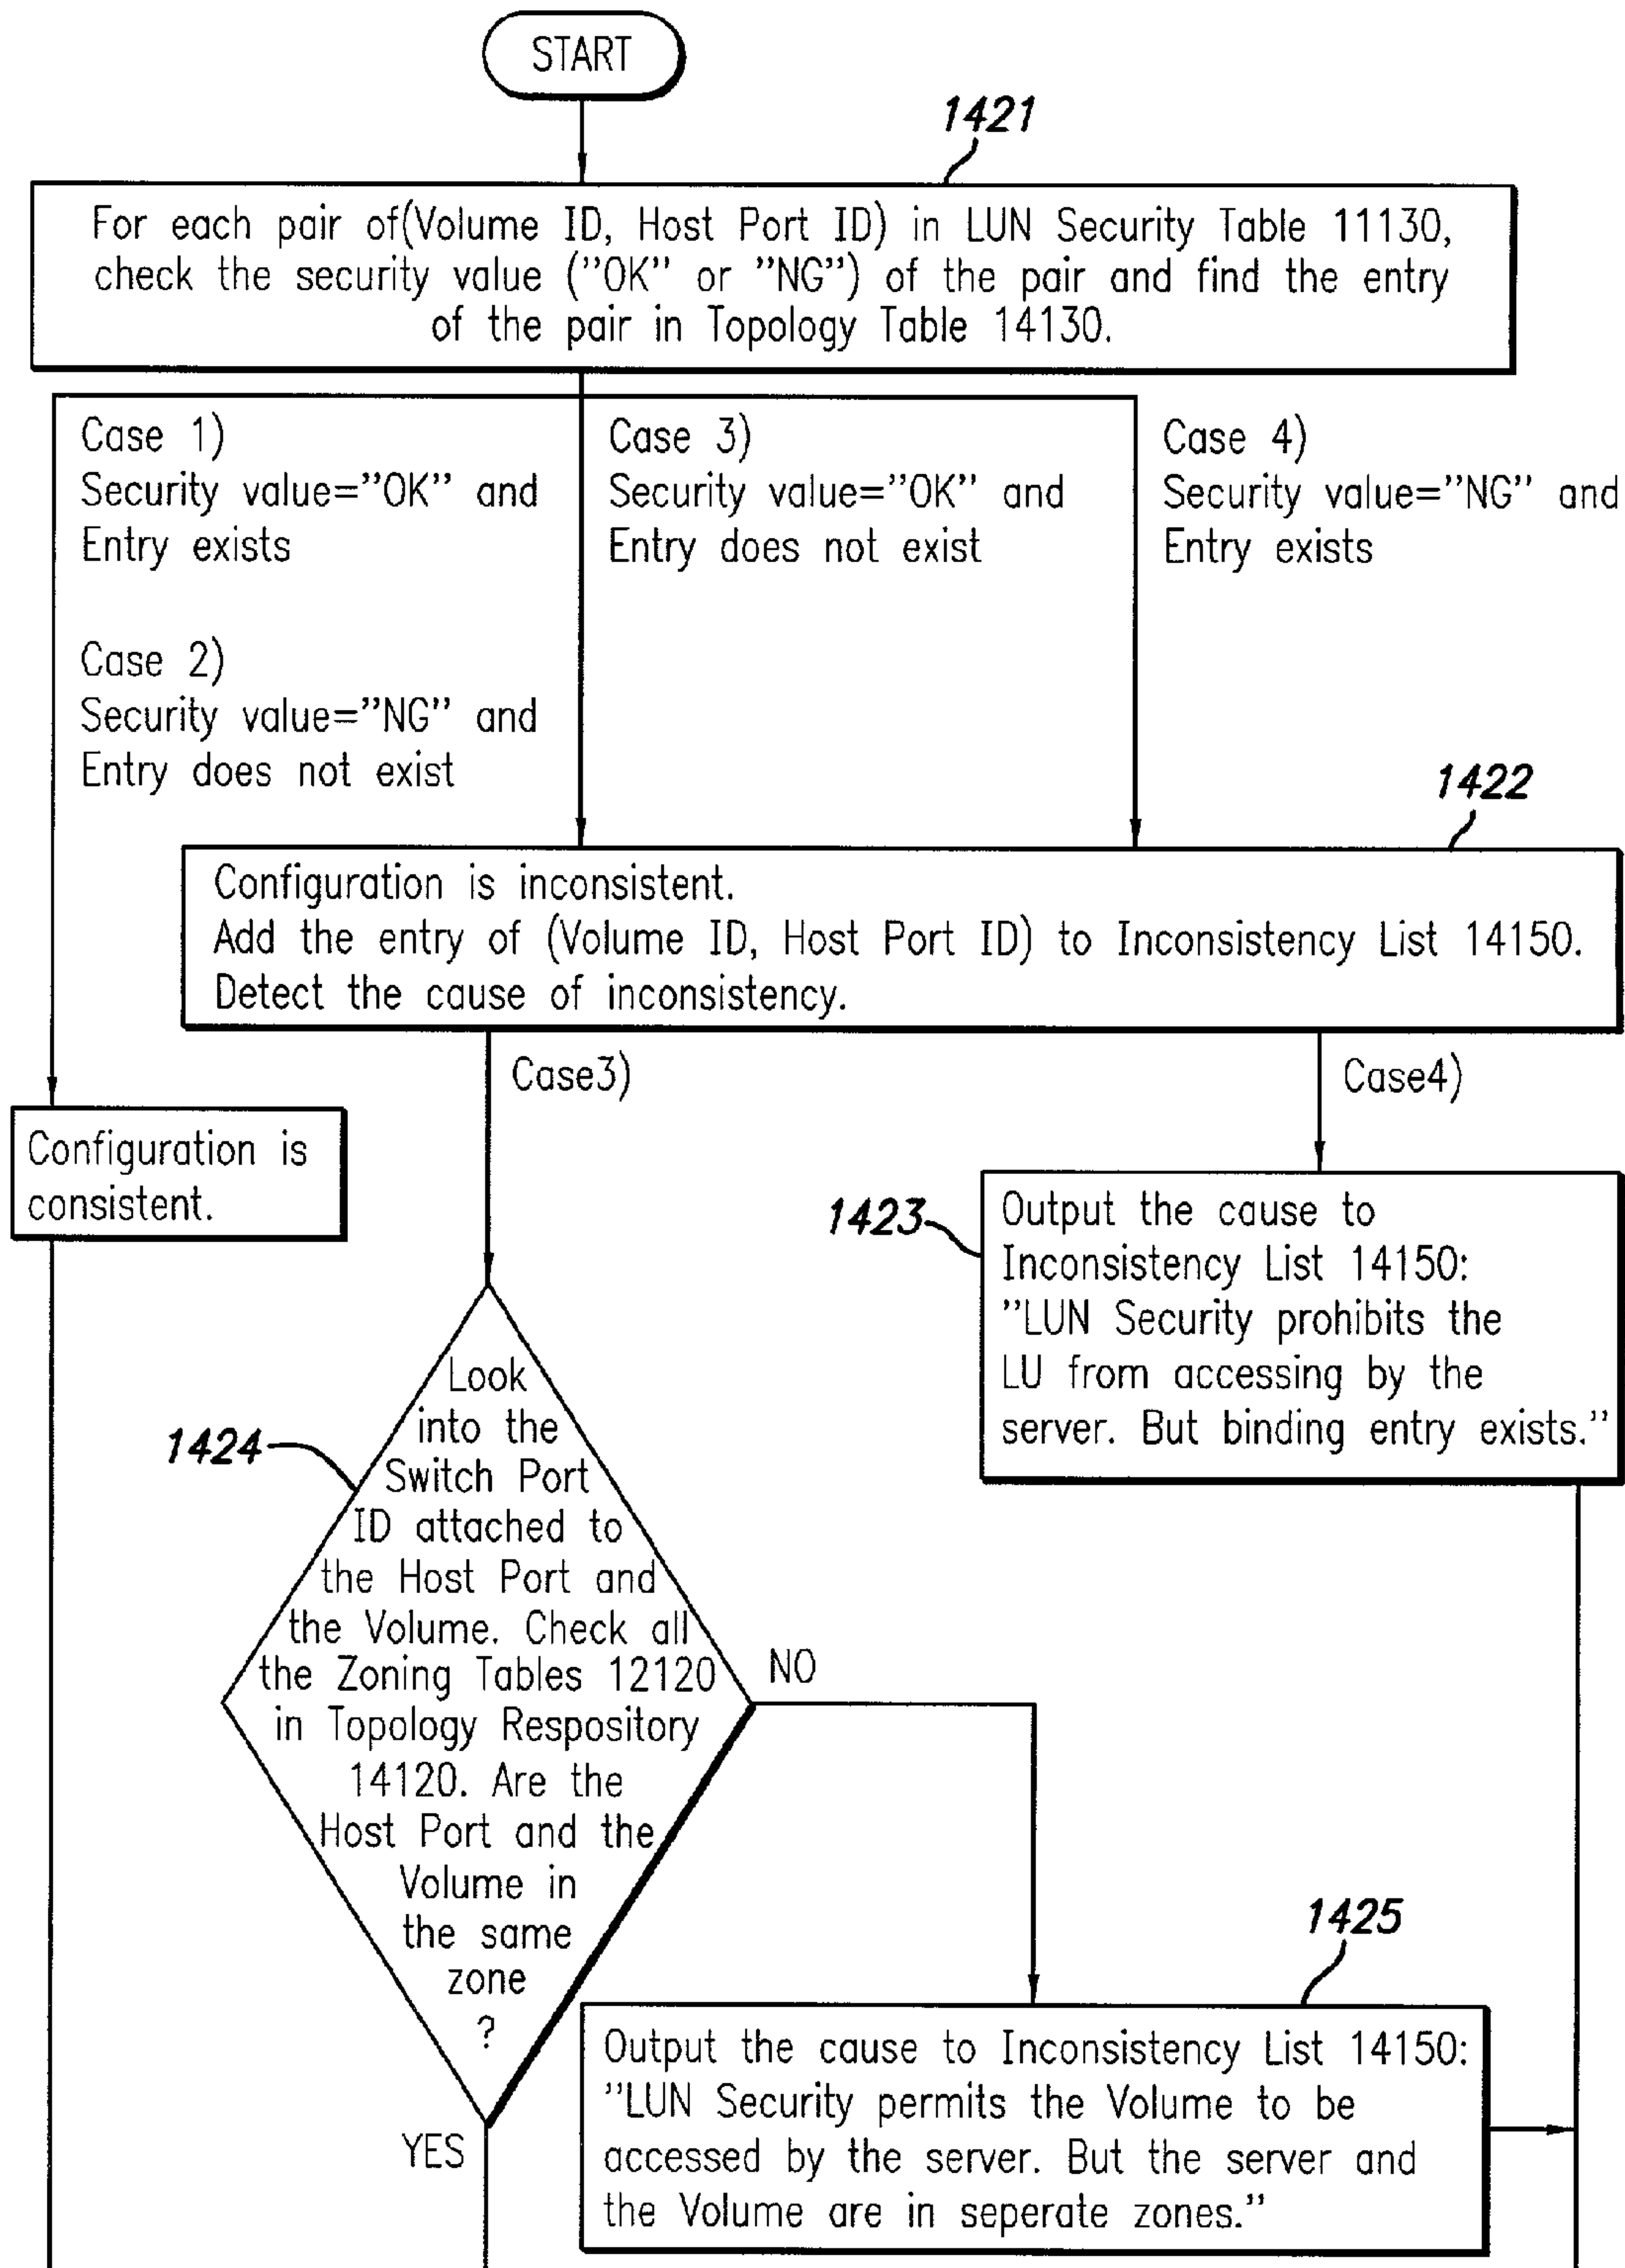 START
1421
For each pair of(Volume ID, Host Port ID) in LUN Security Table 11130,
check the security value ("OK" or "NG") of the pair and find the entry
of the pair in Topology Table 14130.
Case 1)
Security value="OK" and
Entry exists
Case 2)
Security value="NG" and
Entry does not exist
Case 3)
Security value="OK" and
Entry does not exist
Case 4)
Security value="NG" and
Entry exists
1422
Configuration is inconsistent.
Add the entry of (Volume ID, Host Port ID) to Inconsistency List 14150.
Detect the cause of inconsistency.
Case3)
Case4)
Configuration is
consistent.
1423
Output the cause to
Inconsistency List 14150:
"LUN Security prohibits the
LU from accessing by the
server. But binding entry exists."
1424
Look
into the
Switch Port
ID attached to
the Host Port and
the Volume. Check all
the Zoning Tables 12120
in Topology Respository
14120. Are the
Host Port and the
Volume in
the same
zone
?
NO
YES
1425
Output the cause to Inconsistency List 14150:
"LUN Security permits the Volume to be
accessed by the server. But the server and
the Volume are in seperate zones."